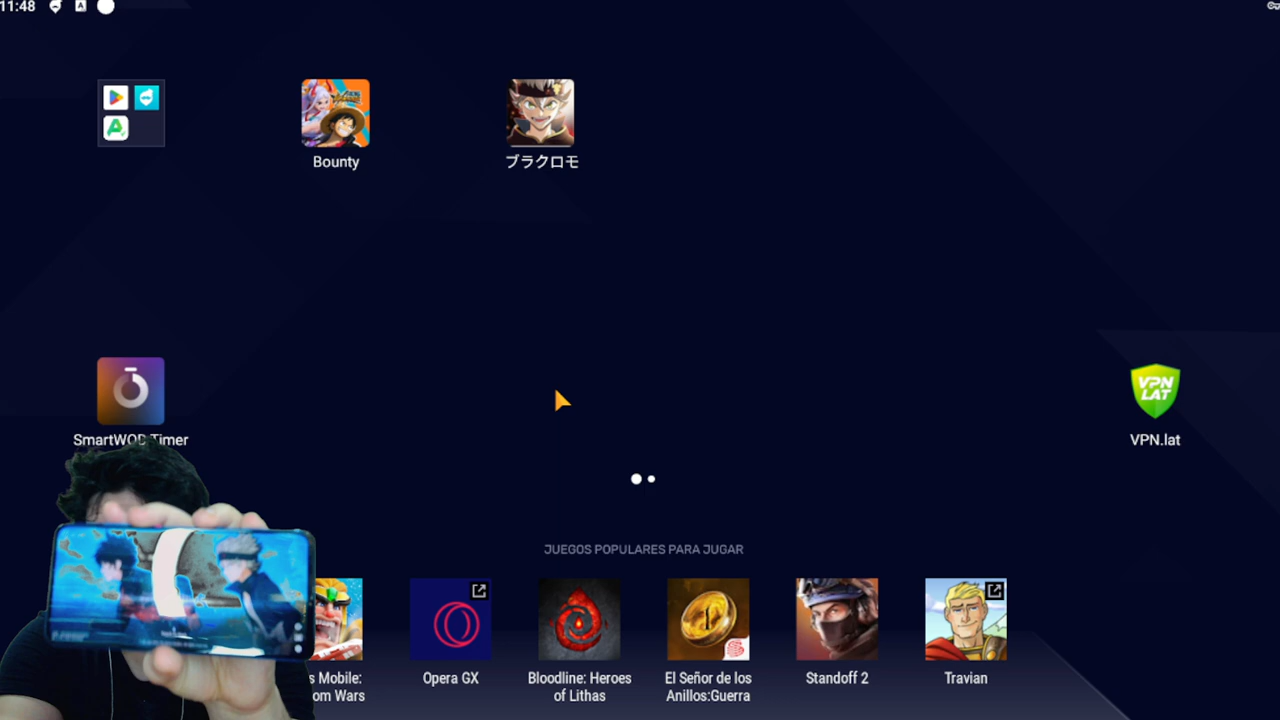 11:48
Bounty
ブラクロモ
SmartWOD Timer
VPN
LAT
VPN.lat
JUEGOS POPULARES PARA JUGAR
Mobile:
Wars
Opera GX
Bloodline: Heroes
of Lithas
El Señor de los
Anillos:Guerra
Standoff 2
Travian